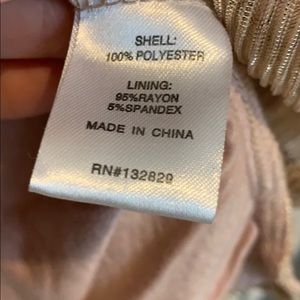 SHELL:
100% POLYESTER
LINING:
95%RAYON
5%SPANDEX
MADE IN CHINA
RN#132829